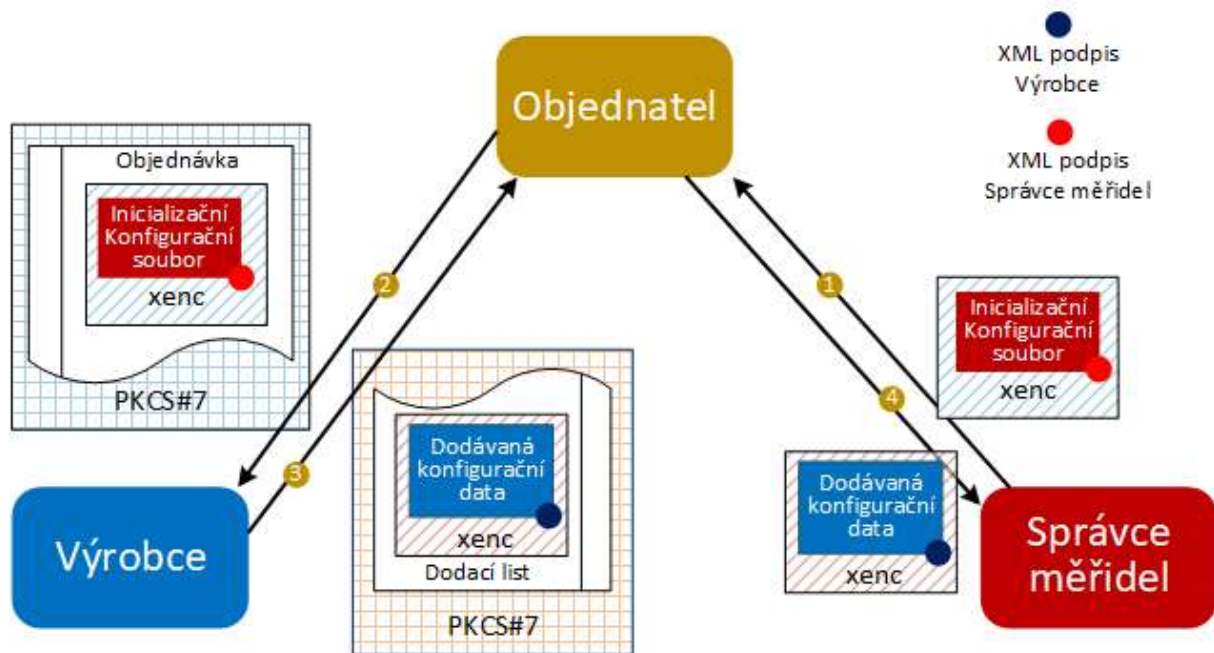 Objednatel
XML podpis
Výrobce
XML podpis
Správce měřidel
Objednávka
Inicializační
Konfigurační
soubor
xenc
PKCS#7
2
1
Inicializační
Konfigurační
soubor
xenc
3
4
Dodávaná
konfigurační
data
xenc
Dodací list
PKCS#7
Dodávaná
konfigurační
data
xenc
Výrobce
Správce
měřidel